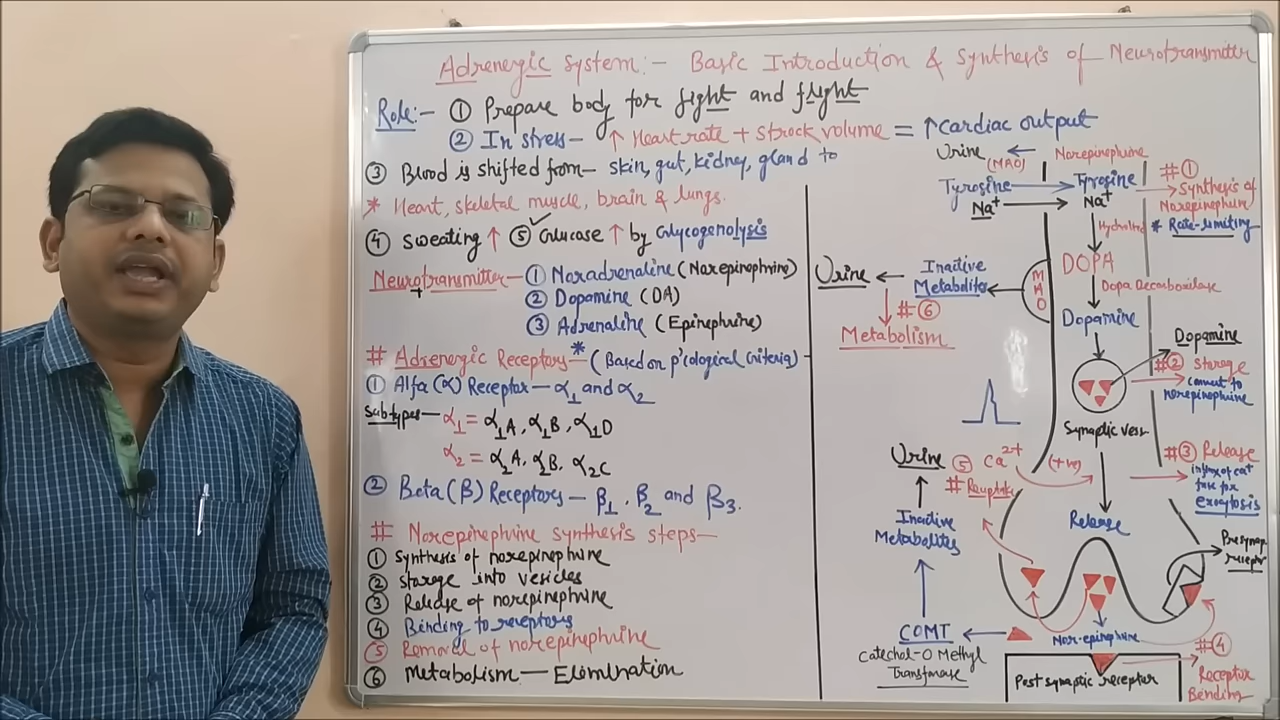 Adrenergic System:- Basic Introduction & Synthesis of Neurotransmitter
Role:- ① Prepare body for fight and flight
② In stress- ↑ Heart rate + Strock volume = ↑ Cardiac output
③ Blood is shifted from- skin, gut, kidney, gland to
* Heart, skeletal muscle, brain & lungs.
④ Sweating ↑ ⑤ Glucose ↑ by Glycogenolysis
Neurotransmitter- ① Noradrenaline (Norepinephrine)
② Dopamine (DA)
③ Adrenaline (Epinephrine)
# Adrenergic Receptors-* (Based on p'cological Criteria)-
① Alfa (α) Receptor- α1 and α2
Subtypes- α1 = α1A, α1B, α1D
α2 = α2A, α2B, α2C
② Beta (β) Receptors- β1, β2 and β3.
# Norepinephrine synthesis steps-
① Synthesis of norepinephrine
② Storge into vesicles
③ Release of norepinephrine
④ Binding to receptors
⑤ Removal of norepinephrine
⑥ Metabolism- Elemination
Urine ← (MAO) Norepinephrine
Tyrosine → Tyrosine
Na+ → Na+
# ①
Synthesis of
Norepinephrine
* Rate-limiting
DOPA
Dopa Decarboxilase
Dopamine
Urine ← Inactive
Metabolites
MAO
# ⑥
Metabolism
Dopamine
# ② Storage
convert to
norepinephrine
Synaptic vess
# ③ Release
exocytosis
Ca2+ (+ve)
⑤
# Reuptake
Release
Urine
Inactive
Metabolites
COMT
Catechol-O Methyl
Transferase
Nor-epinephrine
Presynap
receptor
# ④
Receptor
Binding
Post synaptic receptor